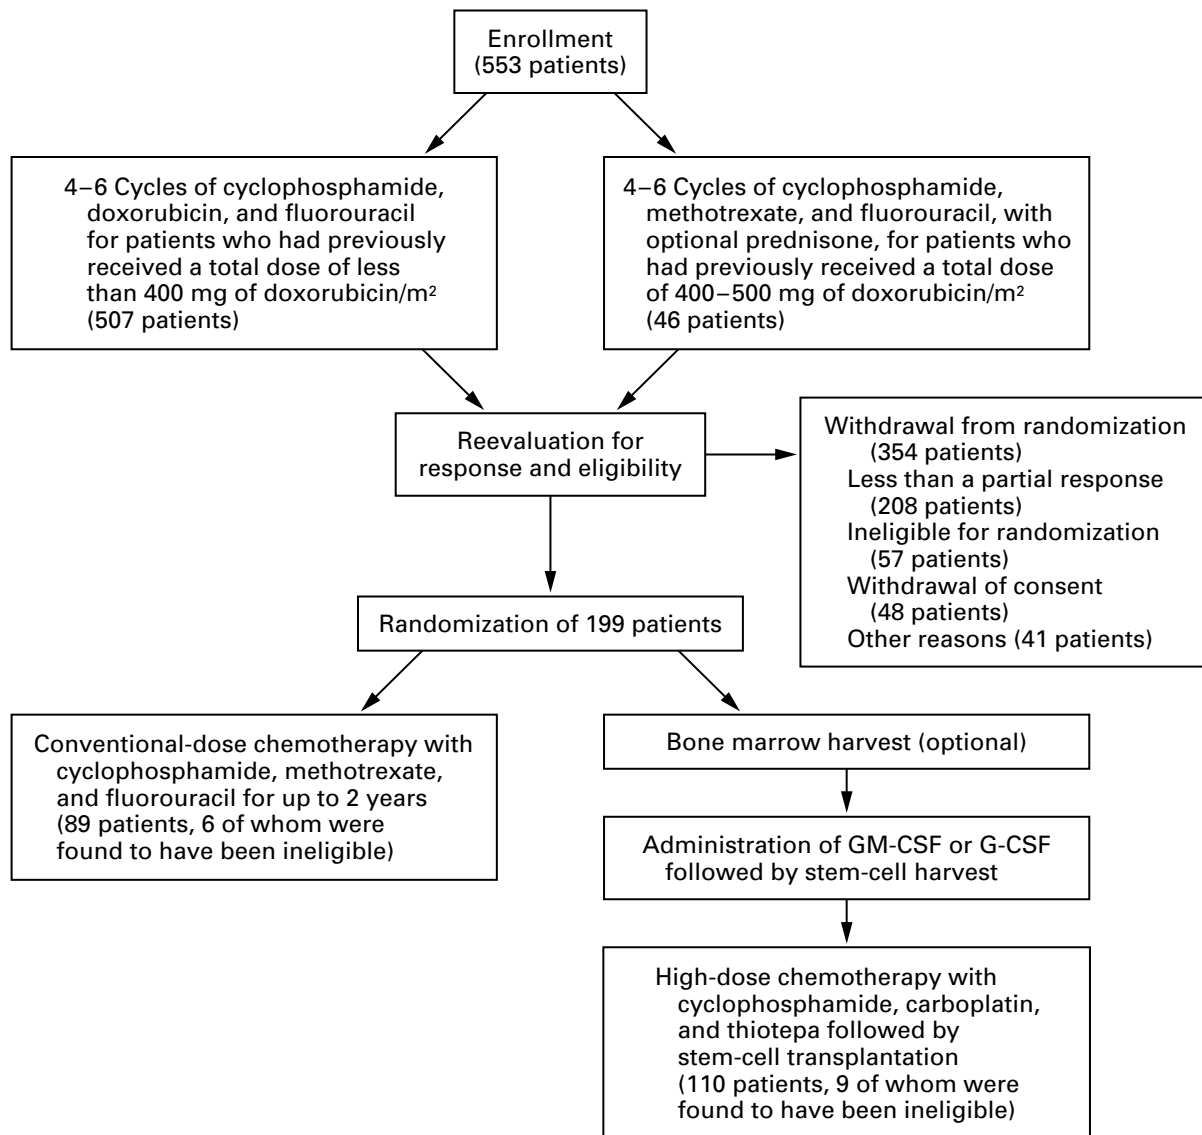 Enrollment
(553 patients)
4–6 Cycles of cyclophosphamide,
doxorubicin, and fluorouracil
for patients who had previously
received a total dose of less
than 400 mg of doxorubicin/m²
(507 patients)
4–6 Cycles of cyclophosphamide,
methotrexate, and fluorouracil, with
optional prednisone, for patients who
had previously received a total dose
of 400–500 mg of doxorubicin/m²
(46 patients)
Reevaluation for
response and eligibility
Withdrawal from randomization
(354 patients)
Less than a partial response
(208 patients)
Ineligible for randomization
(57 patients)
Withdrawal of consent
(48 patients)
Other reasons (41 patients)
Randomization of 199 patients
Conventional-dose chemotherapy with
cyclophosphamide, methotrexate,
and fluorouracil for up to 2 years
(89 patients, 6 of whom were
found to have been ineligible)
Bone marrow harvest (optional)
Administration of GM-CSF or G-CSF
followed by stem-cell harvest
High-dose chemotherapy with
cyclophosphamide, carboplatin,
and thiotepa followed by
stem-cell transplantation
(110 patients, 9 of whom were
found to have been ineligible)